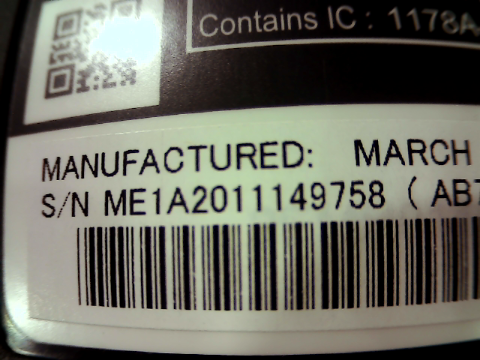 Contains IC : 1178A
MANUFACTURED: MARCH
S/N ME1A2011149758 ( AB7